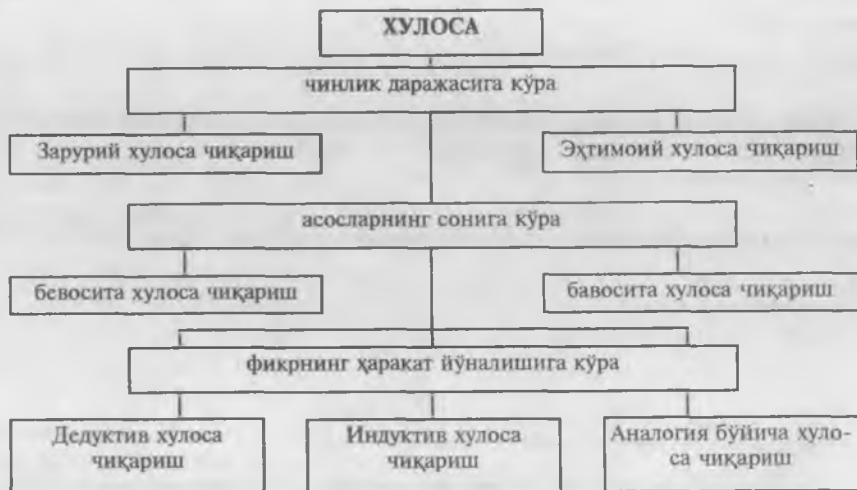 ХУЛОСА
чинлик даражасига кўра
Зарурий хулоса чиқариш
Эҳтимоий хулоса чиқариш
асосларнинг сонига кўра
бевосита хулоса чиқариш
бавосита хулоса чиқариш
фикрнинг ҳаракат йўналишига кўра
Дедуктив хулоса
чиқариш
Индуктив хулоса
чиқариш
Аналогия бўйича хуло-
са чиқариш